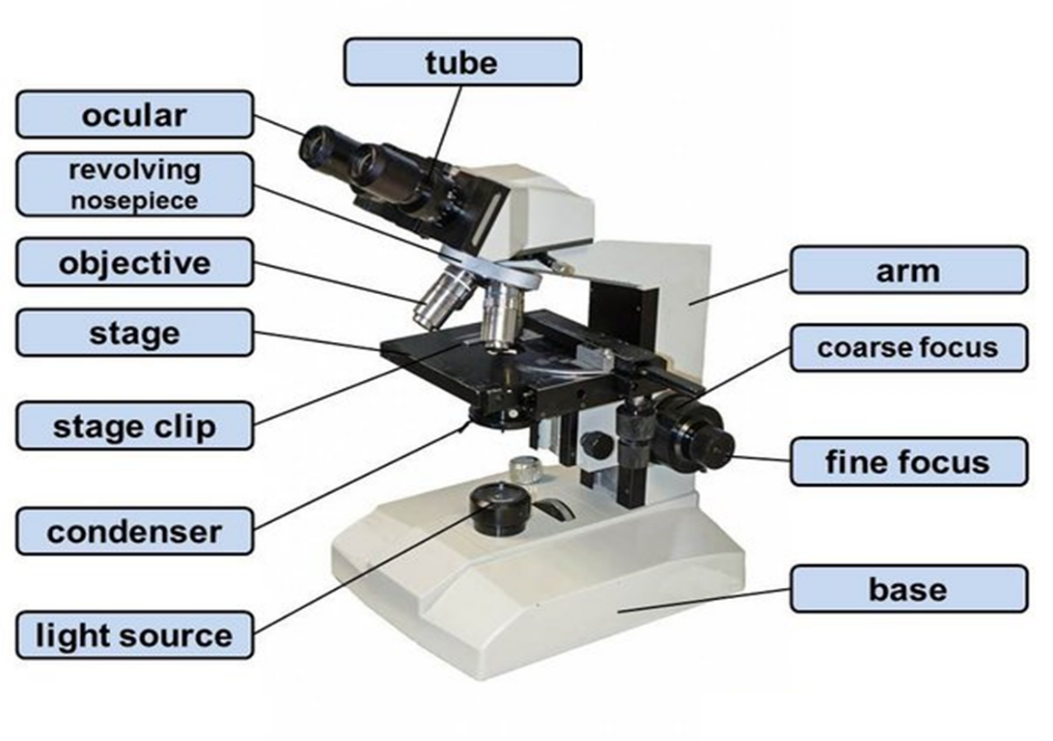 tube
ocular
revolving
nosepiece
objective
stage
stage clip
condenser
light source
arm
coarse focus
fine focus
base